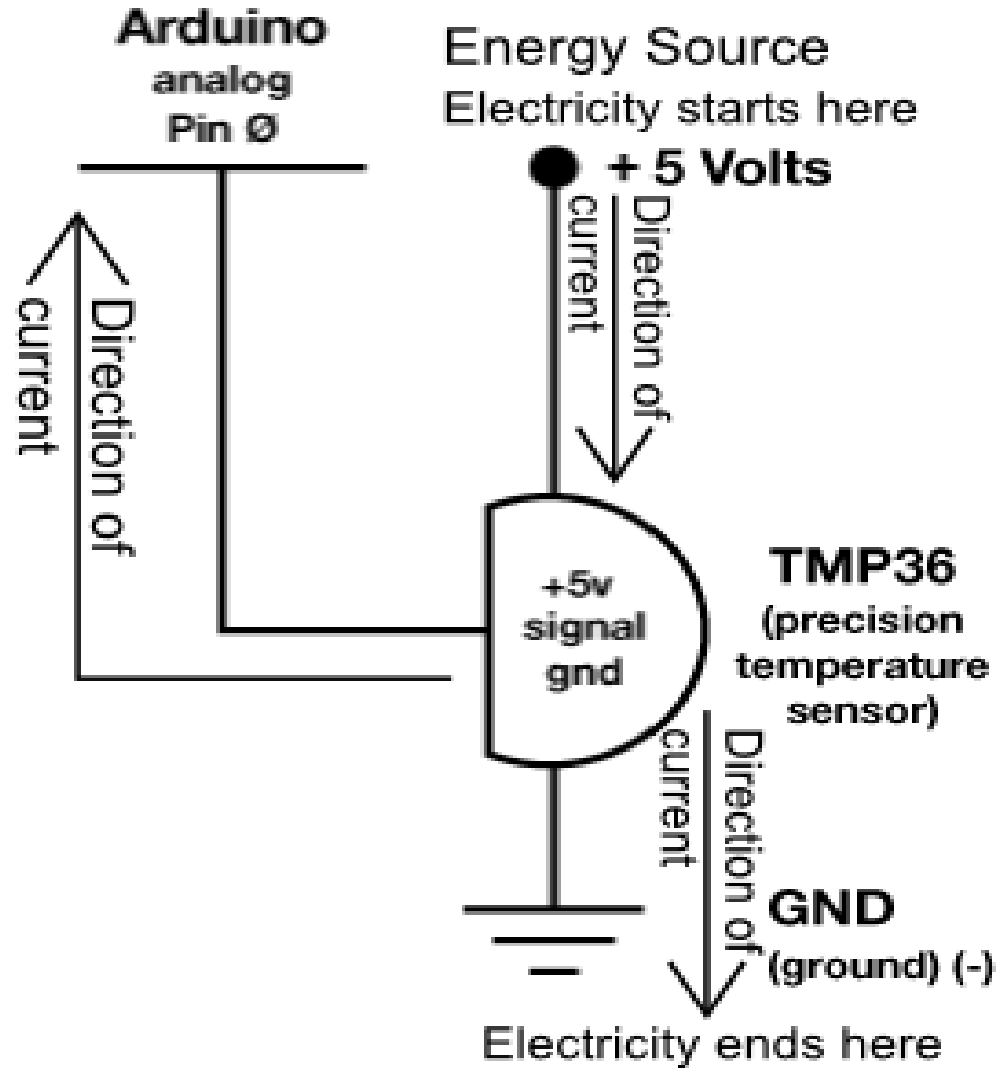 Arduino
analog
Pin Ø
Energy Source
Electricity starts here
+ 5 Volts
Direction of
current
Direction of
current
+5v
signal
gnd
TMP36
(precision
temperature
sensor)
Direction of
current
GND
(ground) (-)
Electricity ends here